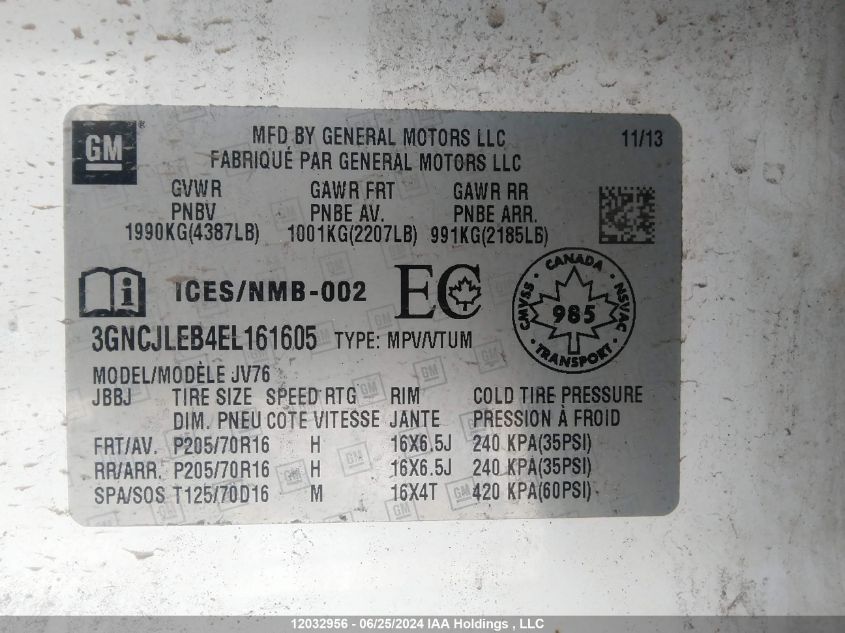 GM
MFD BY GENERAL MOTORS LLC 11/13
FABRIQUÉ PAR GENERAL MOTORS LLC
GVWR GAWR FRT GAWR RR
PNBV PNBE AV. PNBE ARR.
1990KG(4387LB) 1001KG(2207LB) 991KG(2185LB)
ICES/NMB-002 EC
CANADA
CMVSS 985 NSVAC
TRANSPORT
3GNCJLEB4EL161605 TYPE: MPV/VTUM
MODEL/MODÈLE JV76
JBBJ TIRE SIZE SPEED RTG RIM COLD TIRE PRESSURE
DIM. PNEU COTE VITESSE JANTE PRESSION À FROID
FRT/AV. P205/70R16 H 16X6.5J 240 KPA(35PSI)
RR/ARR. P205/70R16 H 16X6.5J 240 KPA(35PSI)
SPA/SOS T125/70D16 M 16X4T 420 KPA(60PSI)
12032956 - 06/25/2024 IAA Holdings , LLC